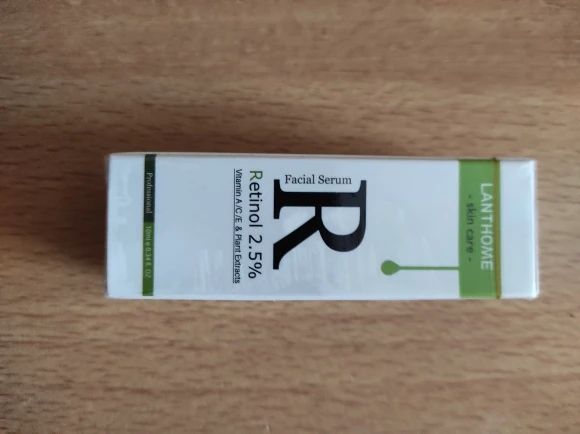 LANTHOME
- skin care -
R
Facial Serum
Retinol 2.5%
Vitamin A/C/E & Plant Extracts
Professional 10ml e 0.34 fl. OZ